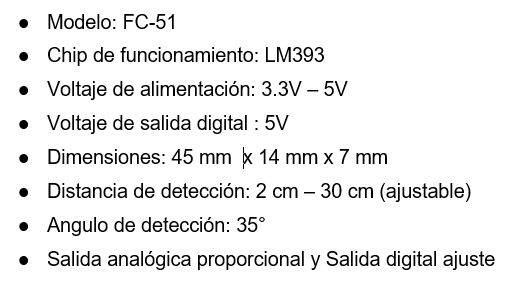 ● Modelo: FC-51
● Chip de funcionamiento: LM393
● Voltaje de alimentación: 3.3V – 5V
● Voltaje de salida digital : 5V
● Dimensiones: 45 mm x 14 mm x 7 mm
● Distancia de detección: 2 cm – 30 cm (ajustable)
● Angulo de detección: 35°
● Salida analógica proporcional y Salida digital ajuste